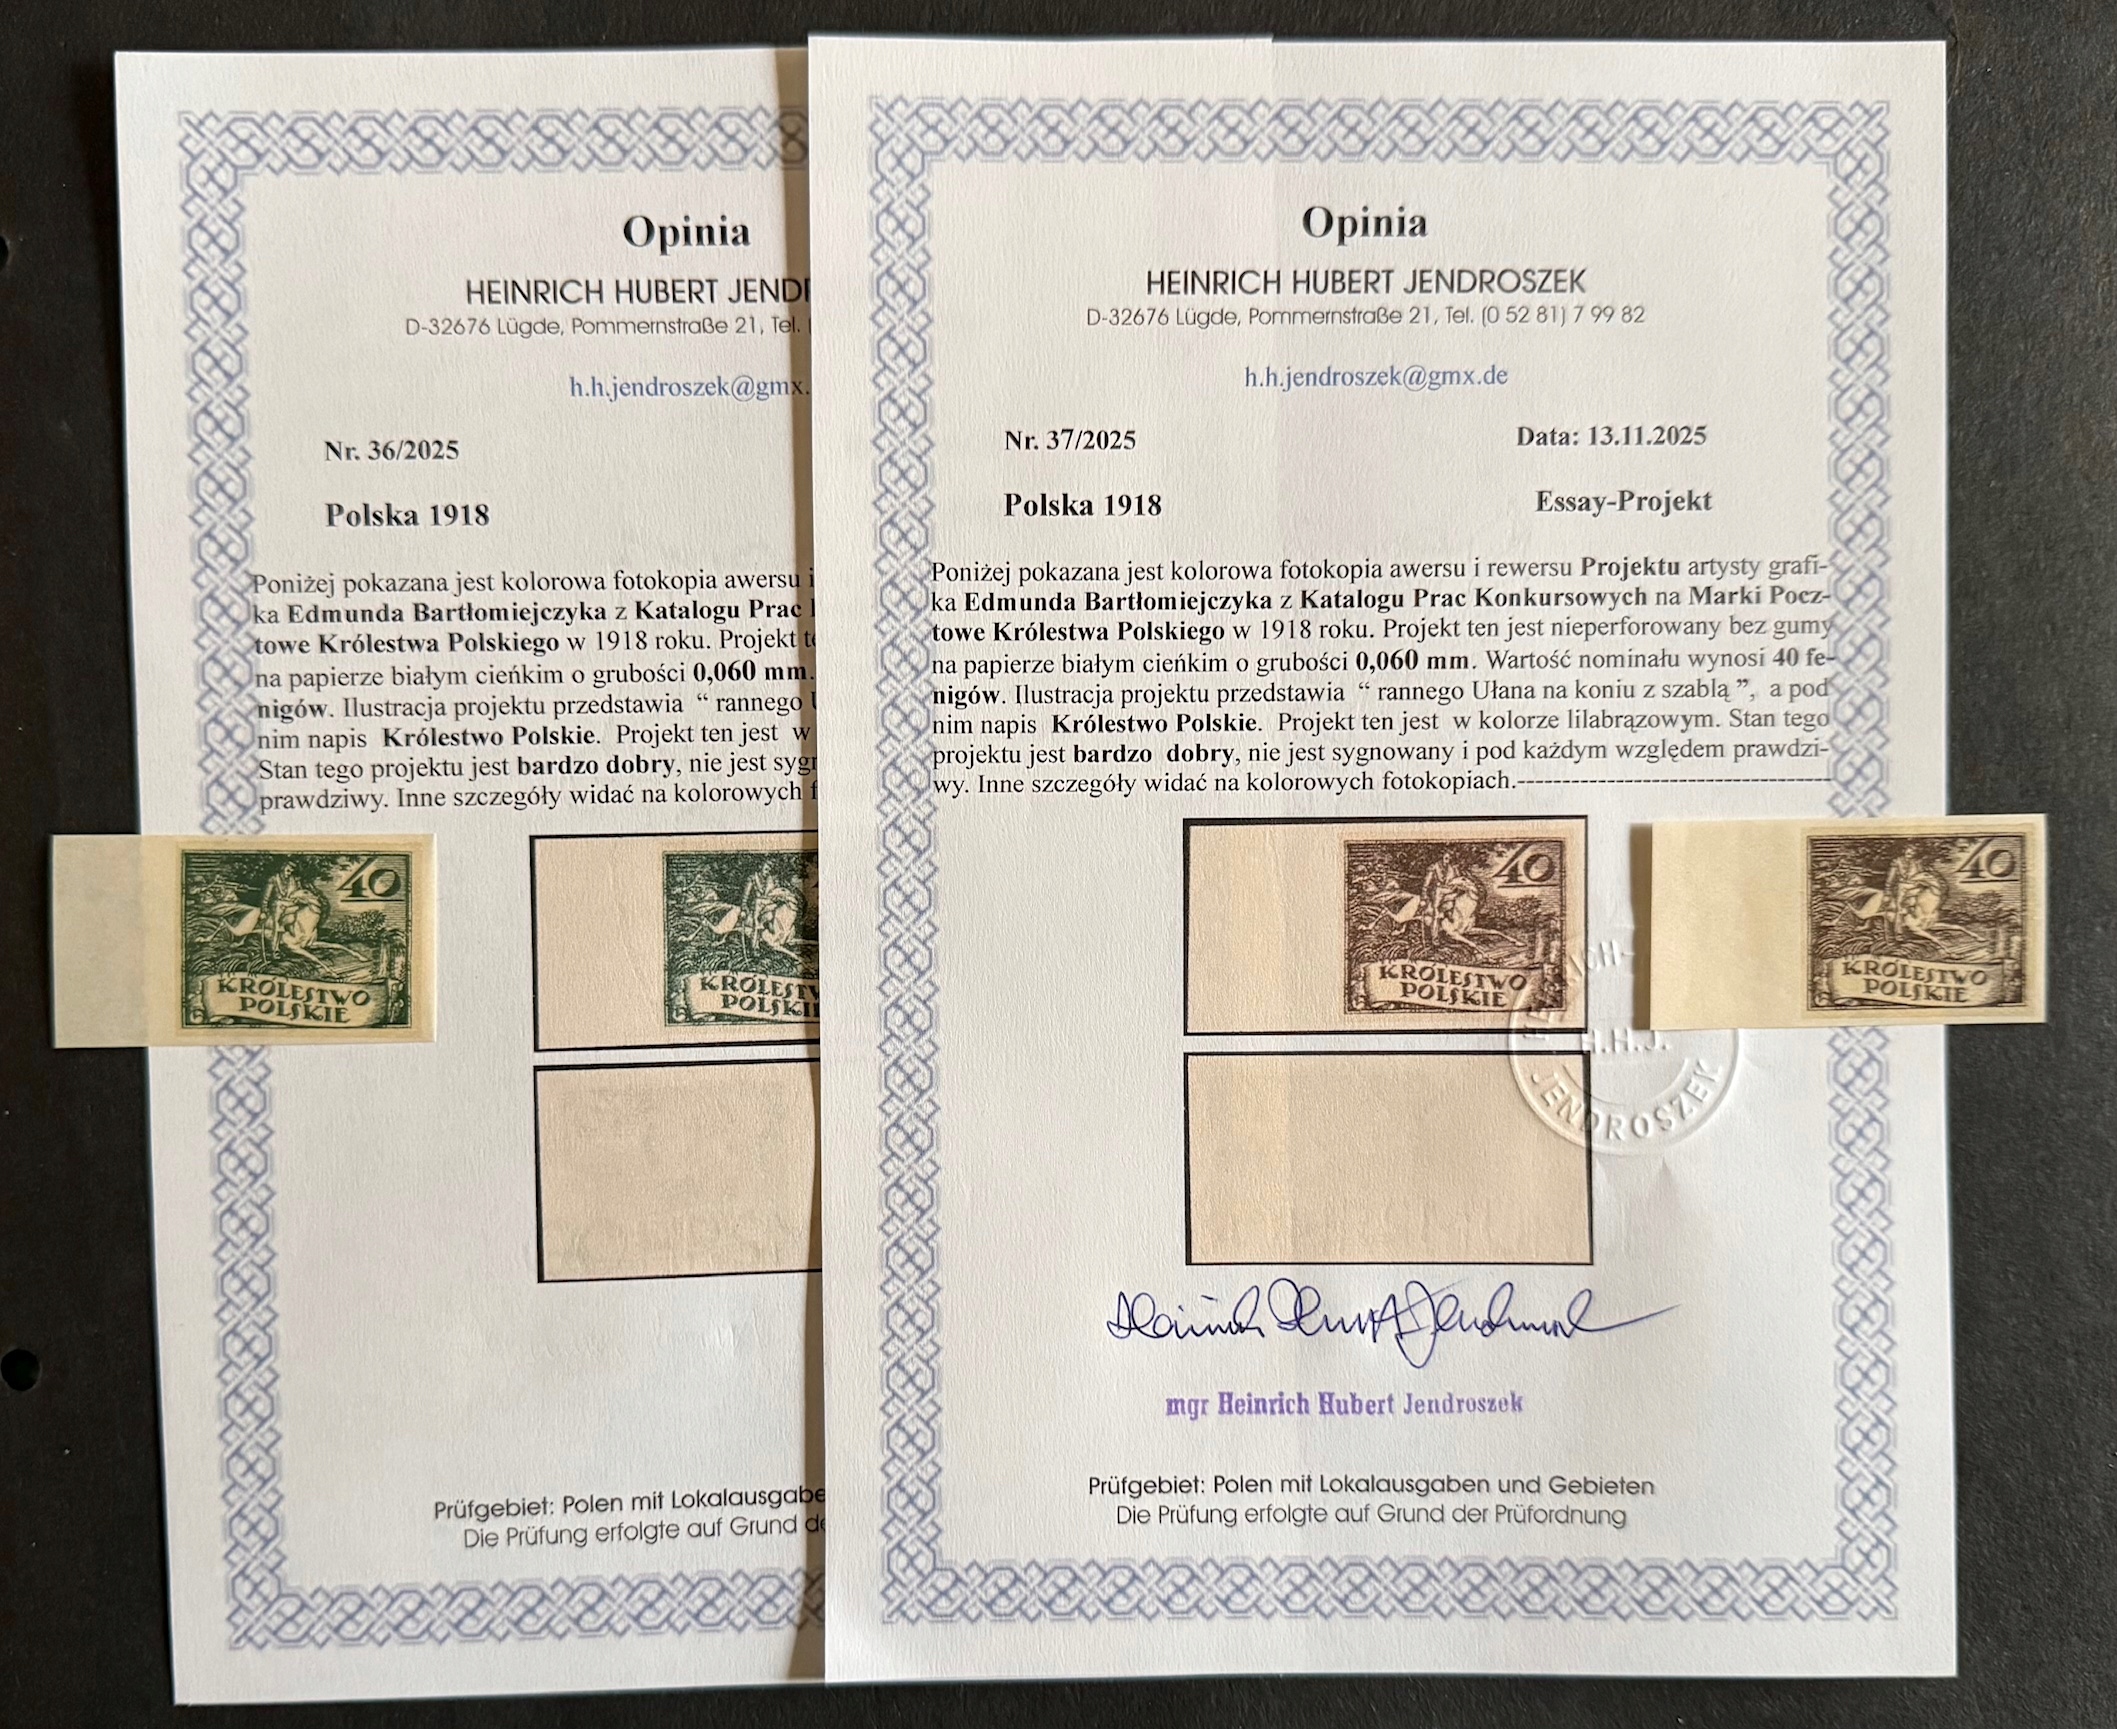 Opinia
HEINRICH HUBERT JENDR
D-32676 Lügde, Pommernstraße 21, Tel.
h.h.jendroszek@gmx.
Nr. 36/2025
Polska 1918
Poniżej pokazana jest kolorowa fotokopia awersu i
ka Edmunda Bartłomiejczyka z Katalogu Prac
towe Królestwa Polskiego w 1918 roku. Projekt te
na papierze białym cieńkim o grubości 0,060 mm.
nigów. Ilustracja projektu przedstawia “ rannego
nim napis Królestwo Polskie. Projekt ten jest w
Stan tego projektu jest bardzo dobry, nie jest syg
prawdziwy. Inne szczegóły widać na kolorowych f
40
KRÓLESTWO
POLSKIE
KRÓLESTW
POLSKI
Prüfgebiet: Polen mit Lokalausgabe
Die Prüfung erfolgte auf Grund de
Opinia
HEINRICH HUBERT JENDROSZEK
D-32676 Lügde, Pommernstraße 21, Tel. (0 52 81) 7 99 82
h.h.jendroszek@gmx.de
Nr. 37/2025 Data: 13.11.2025
Polska 1918 Essay-Projekt
Poniżej pokazana jest kolorowa fotokopia awersu i rewersu Projektu artysty grafi-
ka Edmunda Bartłomiejczyka z Katalogu Prac Konkursowych na Marki Pocz-
towe Królestwa Polskiego w 1918 roku. Projekt ten jest nieperforowany bez gumy
na papierze białym cieńkim o grubości 0,060 mm. Wartość nominału wynosi 40 fe-
nigów. Ilustracja projektu przedstawia “ rannego Ułana na koniu z szablą ”, a pod
nim napis Królestwo Polskie. Projekt ten jest w kolorze lilabrązowym. Stan tego
projektu jest bardzo dobry, nie jest sygnowany i pod każdym względem prawdzi-
wy. Inne szczegóły widać na kolorowych fotokopiach.
40
KRÓLESTWO
POLSKIE
40
KRÓLESTWO
POLSKIE
H.H.J.
JENDROSZEK
mgr Heinrich Hubert Jendroszek
Prüfgebiet: Polen mit Lokalausgaben und Gebieten
Die Prüfung erfolgte auf Grund der Prüfordnung